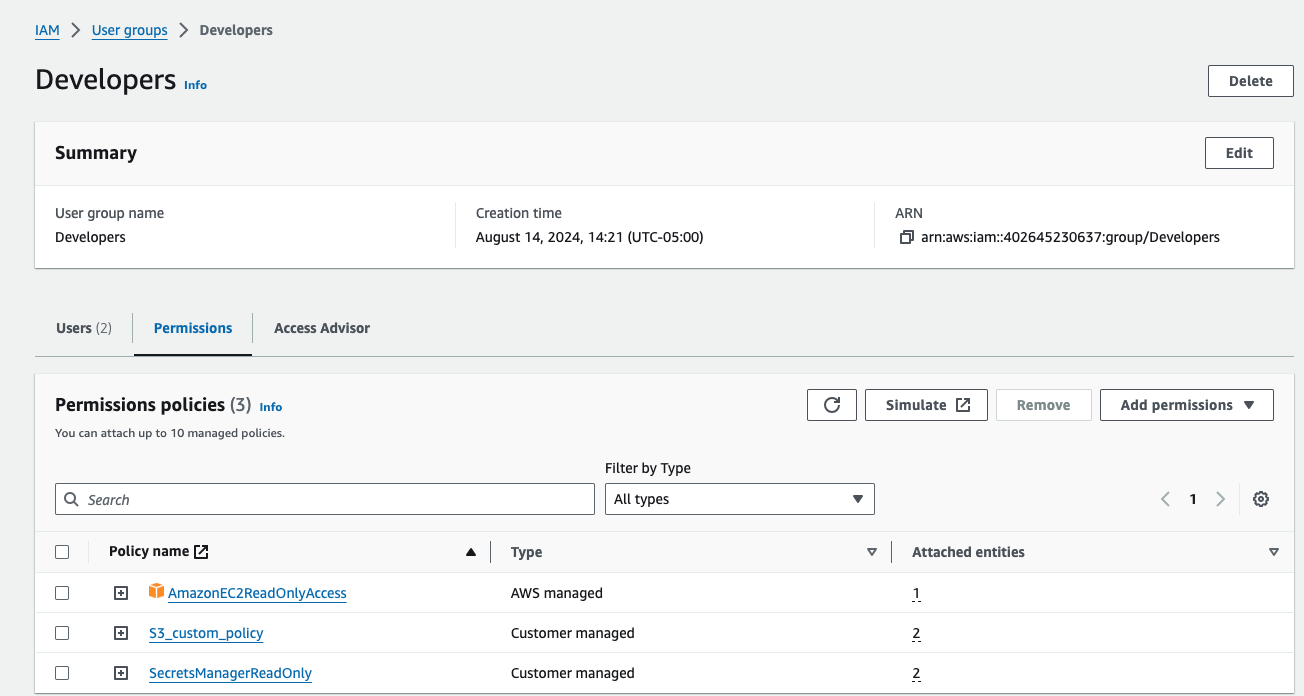 IAM > User groups > Developers
Developers Info
Delete
Summary
Edit
User group name
Developers
Creation time
August 14, 2024, 14:21 (UTC-05:00)
ARN
arn:aws:iam::402645230637:group/Developers
Users (2)
Permissions
Access Advisor
Permissions policies (3) Info
You can attach up to 10 managed policies.
Simulate
Remove
Add permissions
Filter by Type
Search
All types
1
Policy name
Type
Attached entities
AmazonEC2ReadOnlyAccess
AWS managed
1
S3_custom_policy
Customer managed
2
SecretsManagerReadOnly
Customer managed
2